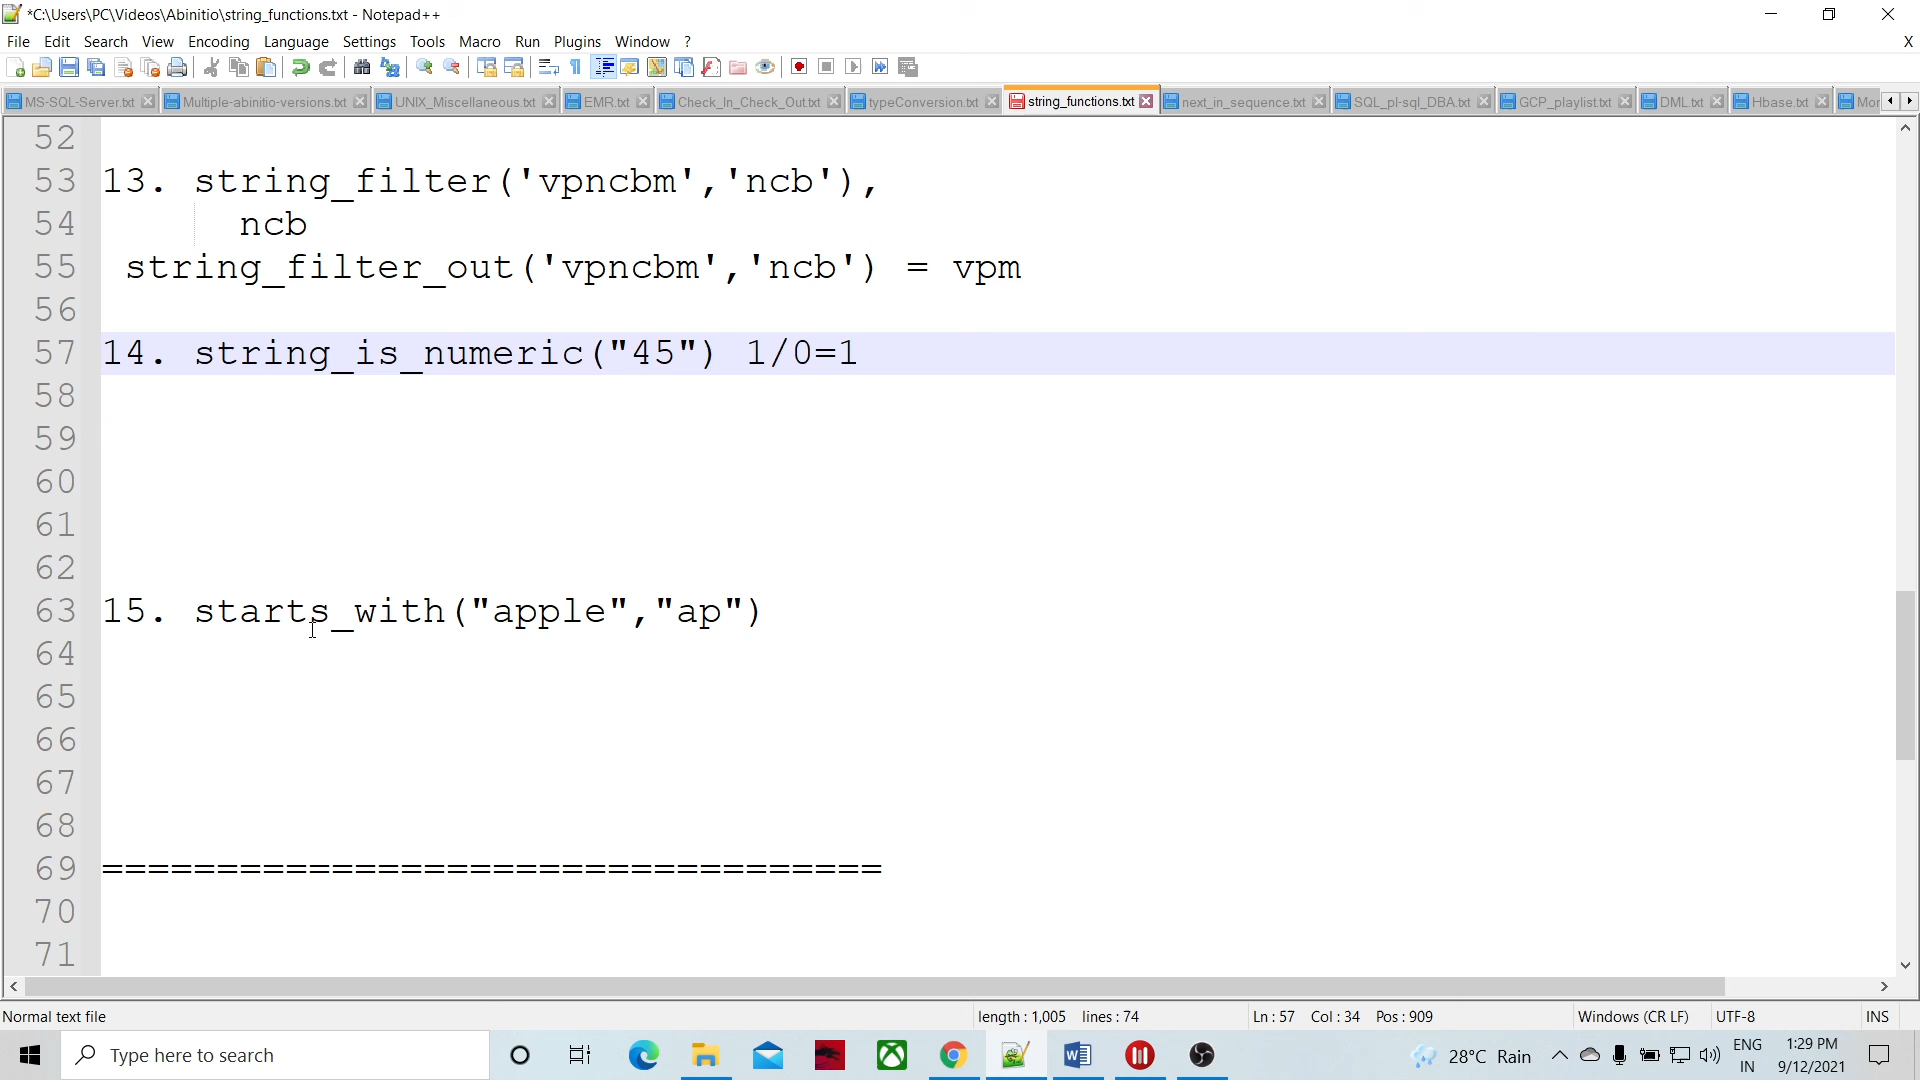 *C:\Users\PC\Videos\Abinitio\string_functions.txt - Notepad++
File Edit Search View Encoding Language Settings Tools Macro Run Plugins Window ? X
MS-SQL-Server.txt Multiple-abinitio-versions.txt UNIX_Miscellaneous.txt EMR.txt Check_In_Check_Out.txt typeConversion.txt string_functions.txt next_in_sequence.txt SQL_pl-sql_DBA.txt GCP_playlist.txt DML.txt Hbase.txt Mor
52
53 13. string_filter('vpncbm','ncb'),
54 ncb
55 string_filter_out('vpncbm','ncb') = vpm
56
57 14. string_is_numeric("45") 1/0=1
58
59
60
61
62
63 15. starts_with("apple","ap")
64
65
66
67
68
69 ==================================
70
71
Normal text file length : 1,005 lines : 74 Ln : 57 Col : 34 Pos : 909 Windows (CR LF) UTF-8 INS
Type here to search 28°C Rain ENG IN 1:29 PM 9/12/2021